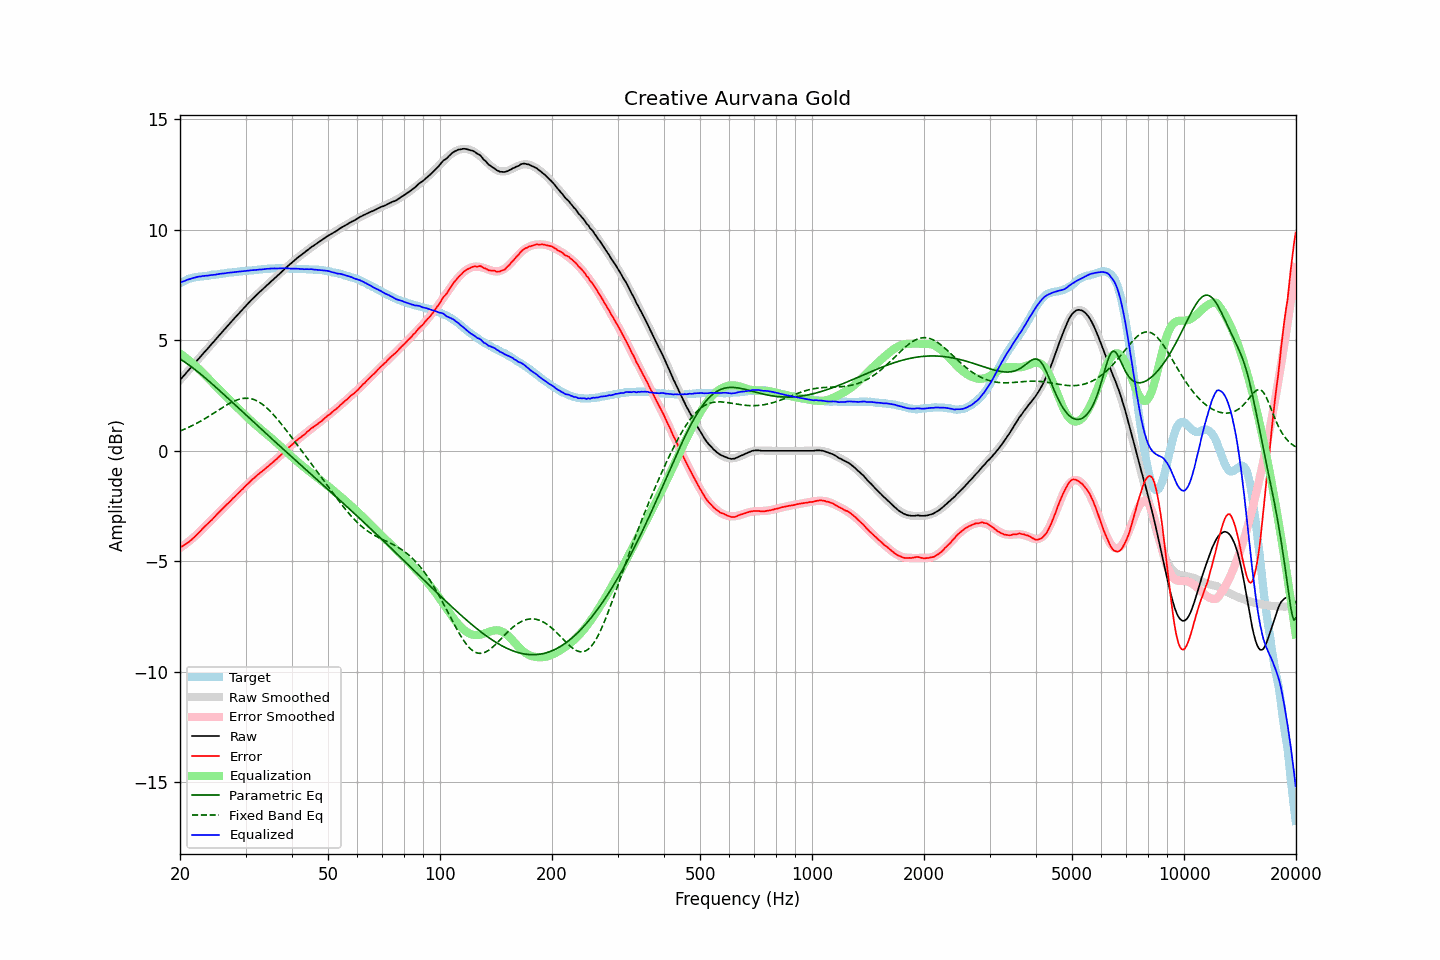 Creative Aurvana Gold
15
10
5
0
−5
−10
−15
Amplitude (dBr)
Target
Raw Smoothed
Error Smoothed
Raw
Error
Equalization
Parametric Eq
Fixed Band Eq
Equalized
20 50 100 200 500 1000 2000 5000 10000 20000
Frequency (Hz)